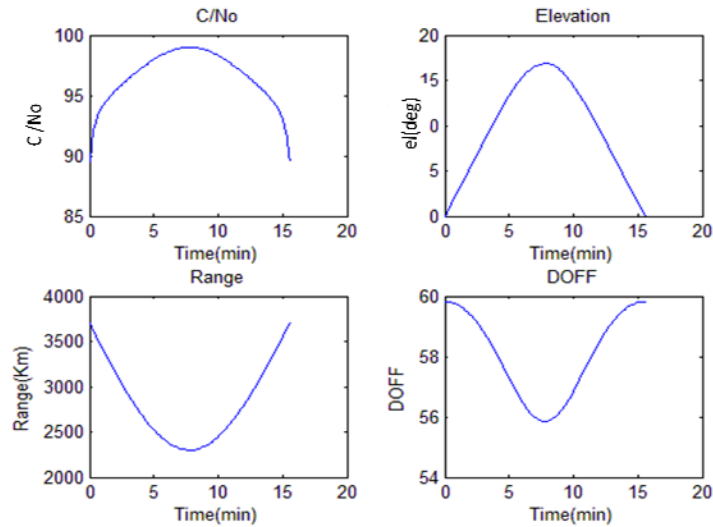 C/No
C/No
100
95
90
85
0 5 10 15 20
Time(min)
Elevation
el(deg)
20
15
0
5
0
0 5 10 15 20
Time(min)
Range
Range(Km)
4000
3500
3000
2500
2000
0 5 10 15 20
Time(min)
DOFF
DOFF
60
58
56
54
0 5 10 15 20
Time(min)